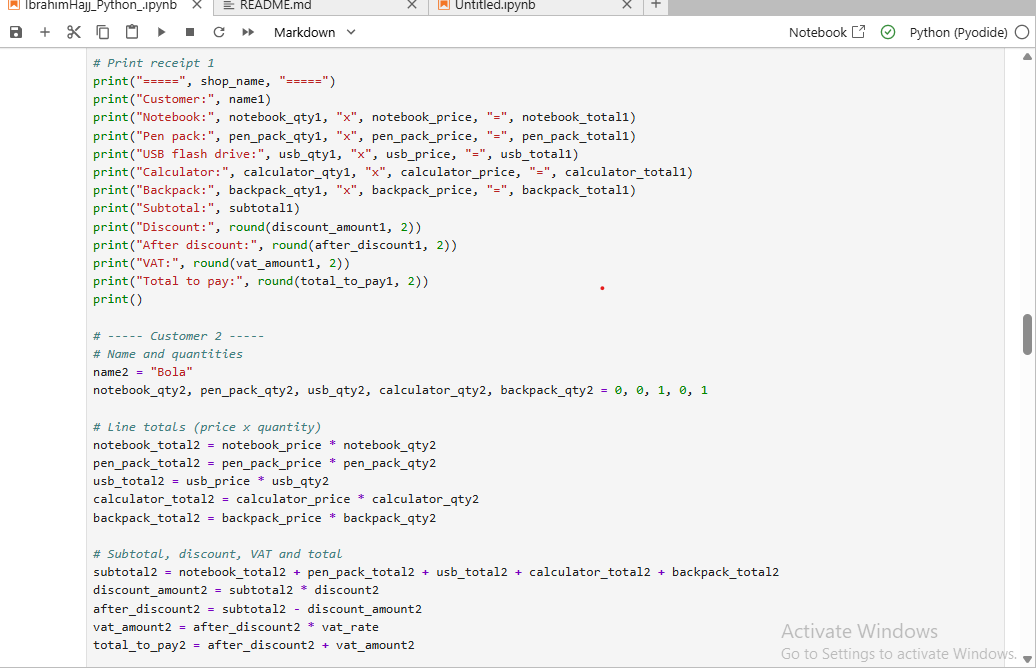 IbrahimHajj_Python_.ipynb README.md Untitled.ipynb
Markdown Notebook Python (Pyodide)
# Print receipt 1
print("=====", shop_name, "=====")
print("Customer:", name1)
print("Notebook:", notebook_qty1, "x", notebook_price, "=", notebook_total1)
print("Pen pack:", pen_pack_qty1, "x", pen_pack_price, "=", pen_pack_total1)
print("USB flash drive:", usb_qty1, "x", usb_price, "=", usb_total1)
print("Calculator:", calculator_qty1, "x", calculator_price, "=", calculator_total1)
print("Backpack:", backpack_qty1, "x", backpack_price, "=", backpack_total1)
print("Subtotal:", subtotal1)
print("Discount:", round(discount_amount1, 2))
print("After discount:", round(after_discount1, 2))
print("VAT:", round(vat_amount1, 2))
print("Total to pay:", round(total_to_pay1, 2))
print()
# ----- Customer 2 -----
# Name and quantities
name2 = "Bola"
notebook_qty2, pen_pack_qty2, usb_qty2, calculator_qty2, backpack_qty2 = 0, 0, 1, 0, 1
# Line totals (price x quantity)
notebook_total2 = notebook_price * notebook_qty2
pen_pack_total2 = pen_pack_price * pen_pack_qty2
usb_total2 = usb_price * usb_qty2
calculator_total2 = calculator_price * calculator_qty2
backpack_total2 = backpack_price * backpack_qty2
# Subtotal, discount, VAT and total
subtotal2 = notebook_total2 + pen_pack_total2 + usb_total2 + calculator_total2 + backpack_total2
discount_amount2 = subtotal2 * discount2
after_discount2 = subtotal2 - discount_amount2
vat_amount2 = after_discount2 * vat_rate
total_to_pay2 = after_discount2 + vat_amount2
Activate Windows
Go to Settings to activate Windows.